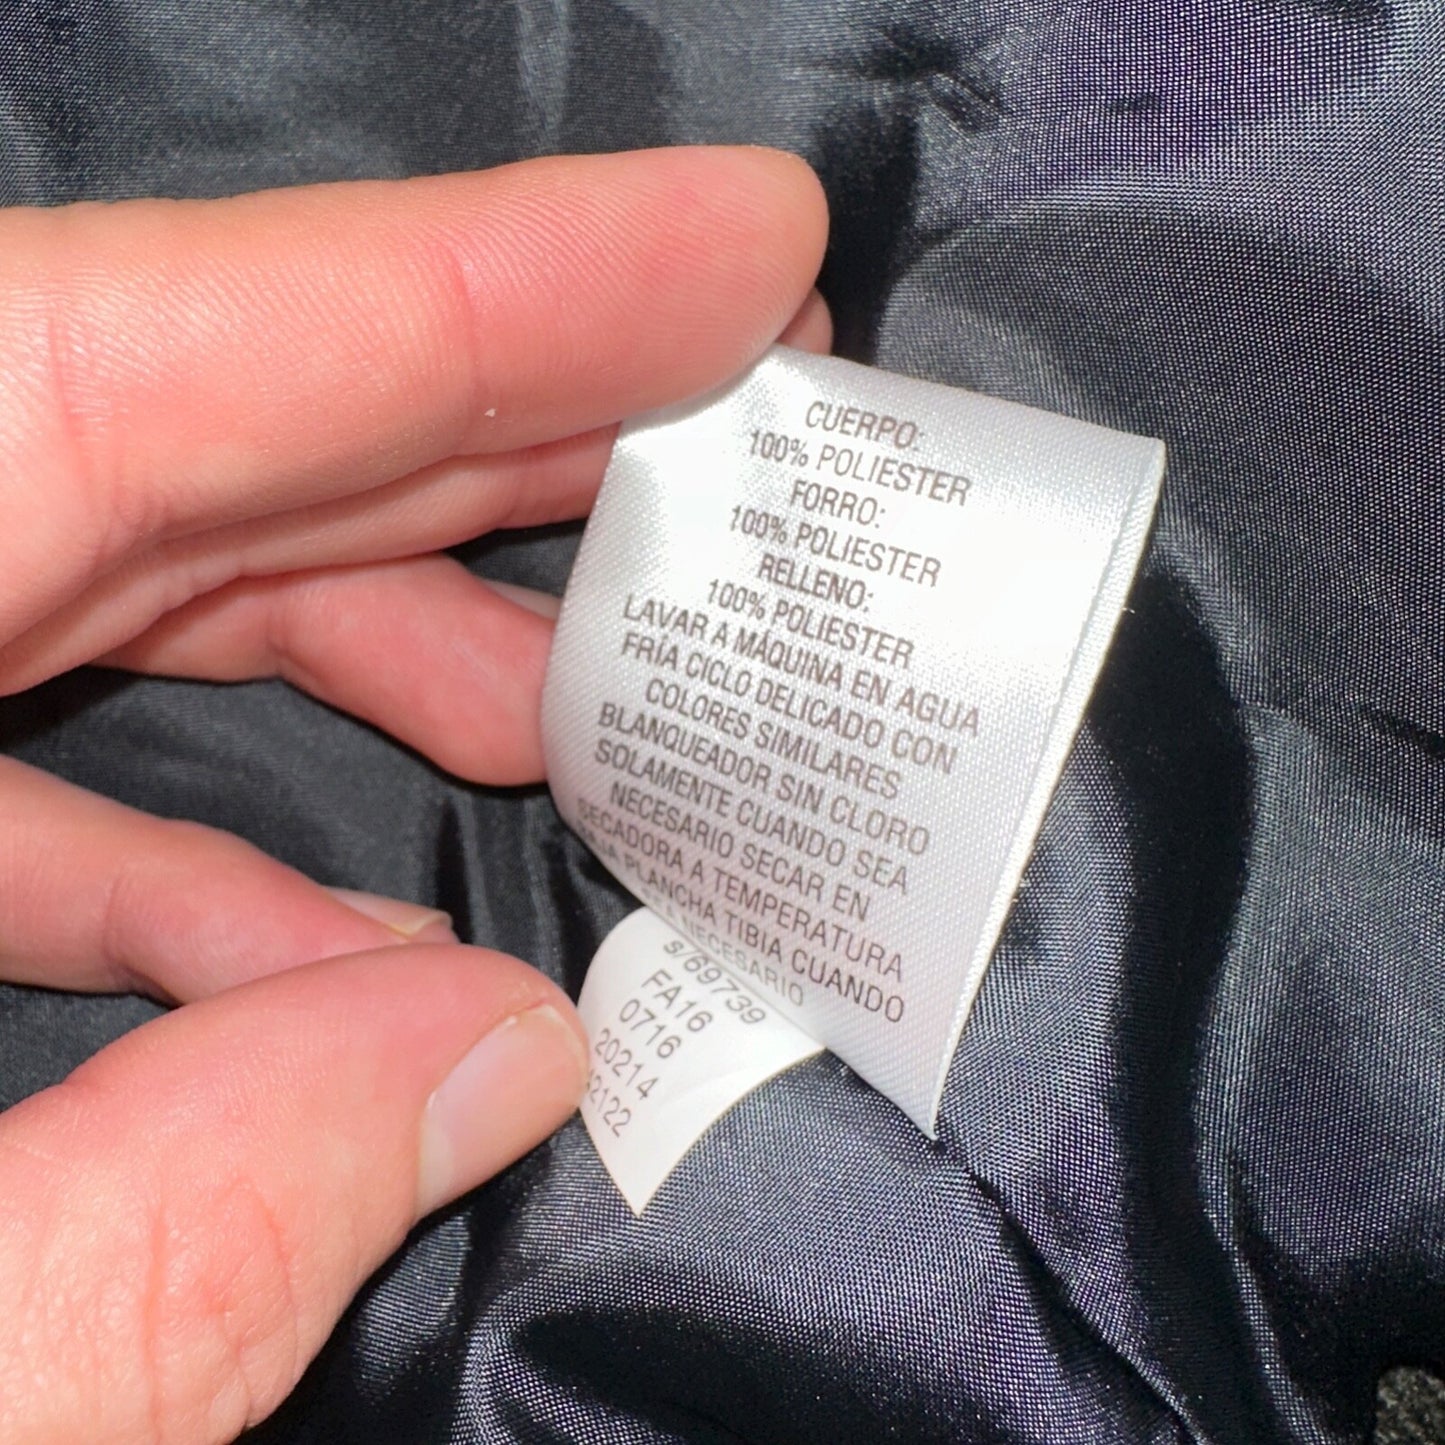 CUERPO:
100% POLIESTER
FORRO:
100% POLIESTER
RELLENO:
100% POLIESTER
LAVAR A MÁQUINA EN AGUA
FRÍA CICLO DELICADO CON
COLORES SIMILARES
BLANQUEADOR SIN CLORO
SOLAMENTE CUANDO SEA
NECESARIO SECAR EN
SECADORA A TEMPERATURA
PLANCHA TIBIA CUANDO
NECESARIO
s/69739
FA16
0716
20214